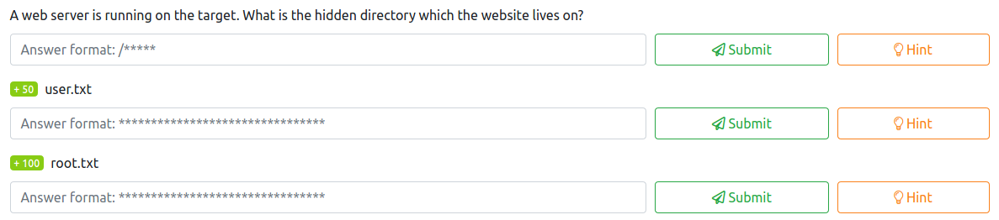 A web server is running on the target. What is the hidden directory which the website lives on?
Answer format: /***** Submit Hint
+ 50 user.txt
Answer format: ******************************** Submit Hint
+ 100 root.txt
Answer format: ******************************** Submit Hint